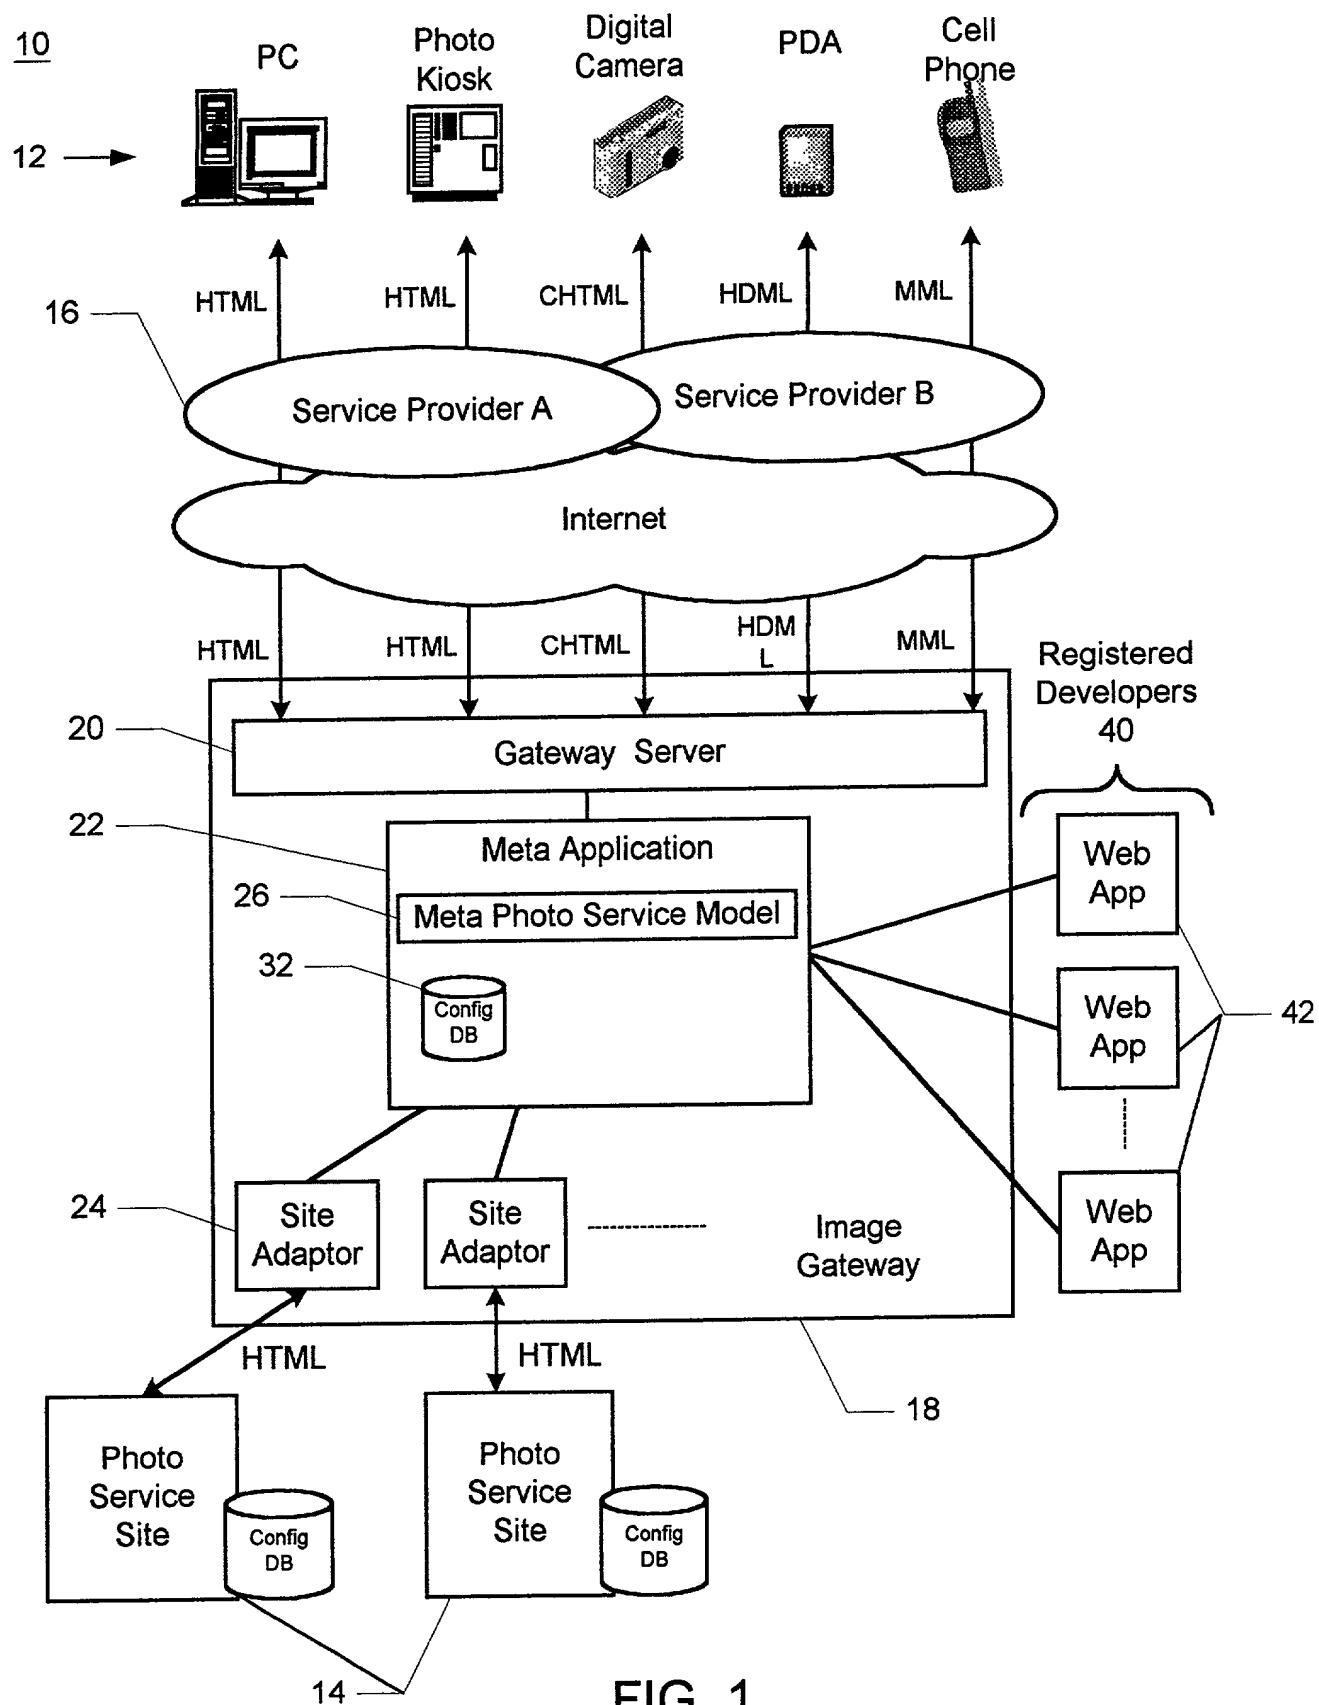 10
PC
Photo
Kiosk
Digital
Camera
PDA
Cell
Phone
12
HTML
HTML
CHTML
HDML
MML
16
Service Provider A
Service Provider B
Internet
HTML
HTML
CHTML
HDM
L
MML
Registered
Developers
40
20
Gateway Server
22
Meta Application
26
Meta Photo Service Model
32
Config
DB
Web
App
Web
App
42
Web
App
24
Site
Adaptor
Site
Adaptor
Image
Gateway
HTML
HTML
18
Photo
Service
Site
Config
DB
Photo
Service
Site
Config
DB
14
FIG. 1